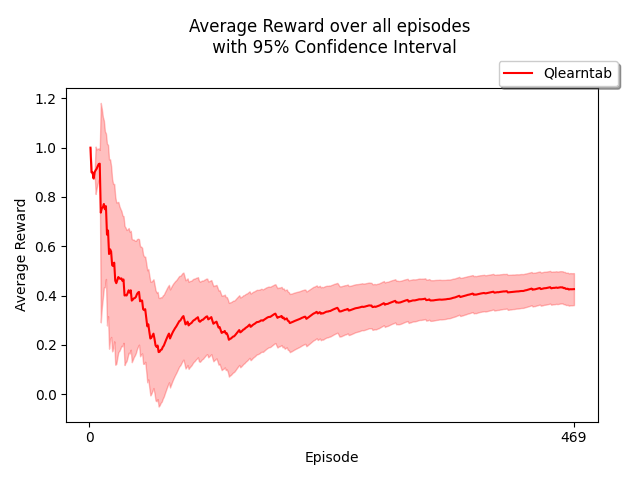 Average Reward over all episodes
with 95% Confidence Interval
Qlearntab
1.2
1.0
0.8
0.6
0.4
0.2
0.0
Average Reward
0
469
Episode